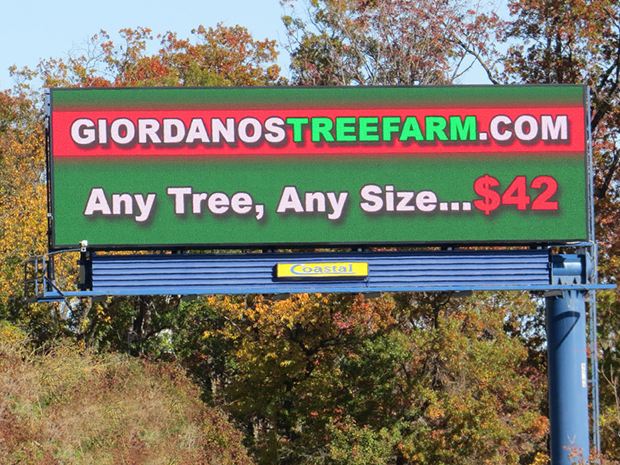 GIORDANOSTREEFARM.COM
Any Tree, Any Size...$42
Coastal